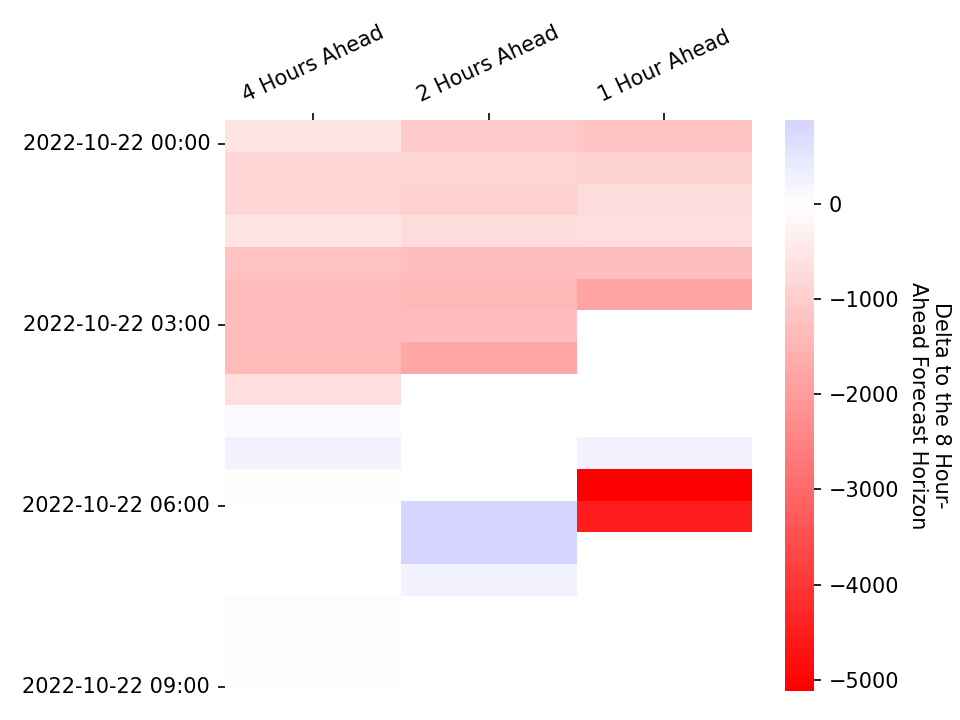 4 Hours Ahead
2 Hours Ahead
1 Hour Ahead
2022-10-22 00:00
2022-10-22 03:00
2022-10-22 06:00
2022-10-22 09:00
0
−1000
−2000
−3000
−4000
−5000
Delta to the 8 Hour-
Ahead Forecast Horizon